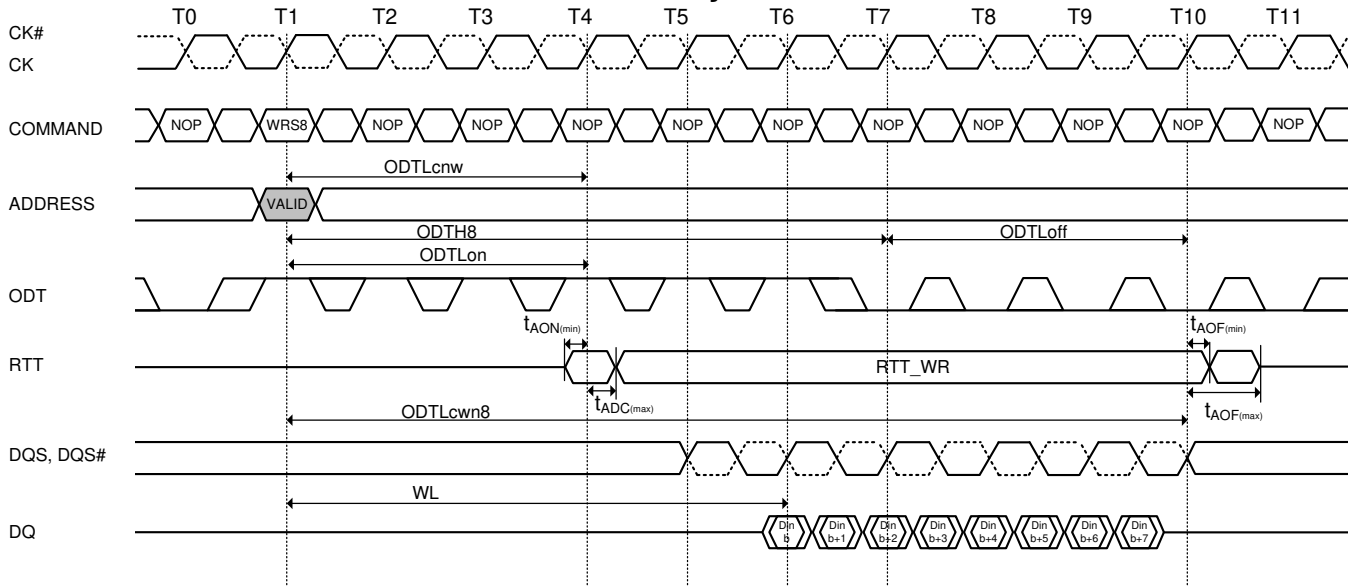 T0 T1 T2 T3 T4 T5 T6 T7 T8 T9 T10 T11
CK#
CK
COMMAND NOP WRS8 NOP NOP NOP NOP NOP NOP NOP NOP NOP NOP
ODTLcnw
ADDRESS VALID
ODTH8 ODTLoff
ODTLon
ODT
tAON(min) tAOF(min)
RTT RTT_WR
tADC(max) tAOF(max)
ODTLcwn8
DQS, DQS#
WL
DQ Din b Din b+1 Din b+2 Din b+3 Din b+4 Din b+5 Din b+6 Din b+7